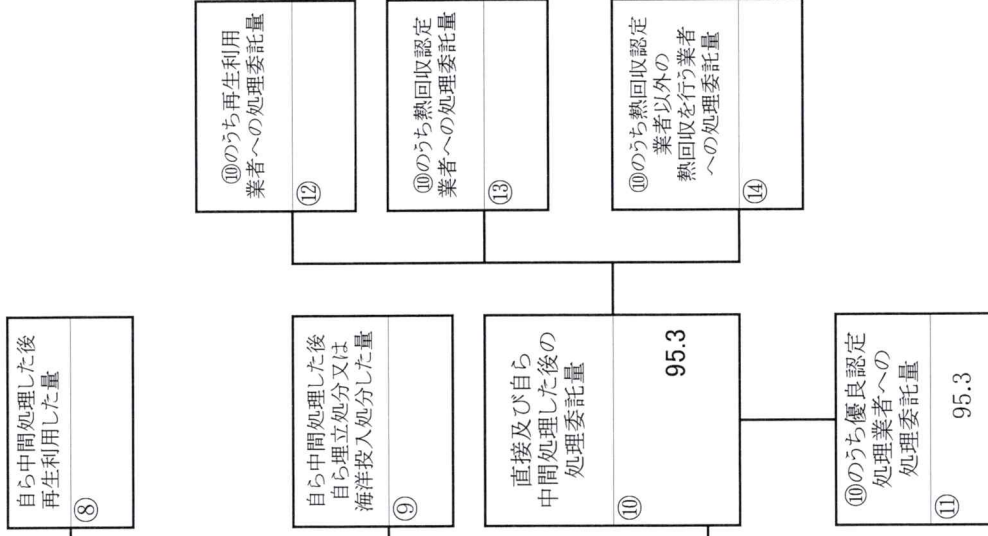 ⑩のうち再生利用
業者への処理委託量
⑫
⑩のうち熱回収認定
業者への処理委託量
⑬
⑩のうち熱回収認定
業者以外の
熱回収を行う業者
への処理委託量
⑭
自ら中間処理した後
再生利用した量
⑧
自ら中間処理した後
自ら埋立処分又は
海洋投入処分した量
⑨
直接及び自ら
中間処理した後の
処理委託量
95.3
⑩
⑩のうち優良認定
処理業者への
処理委託量
95.3
⑪